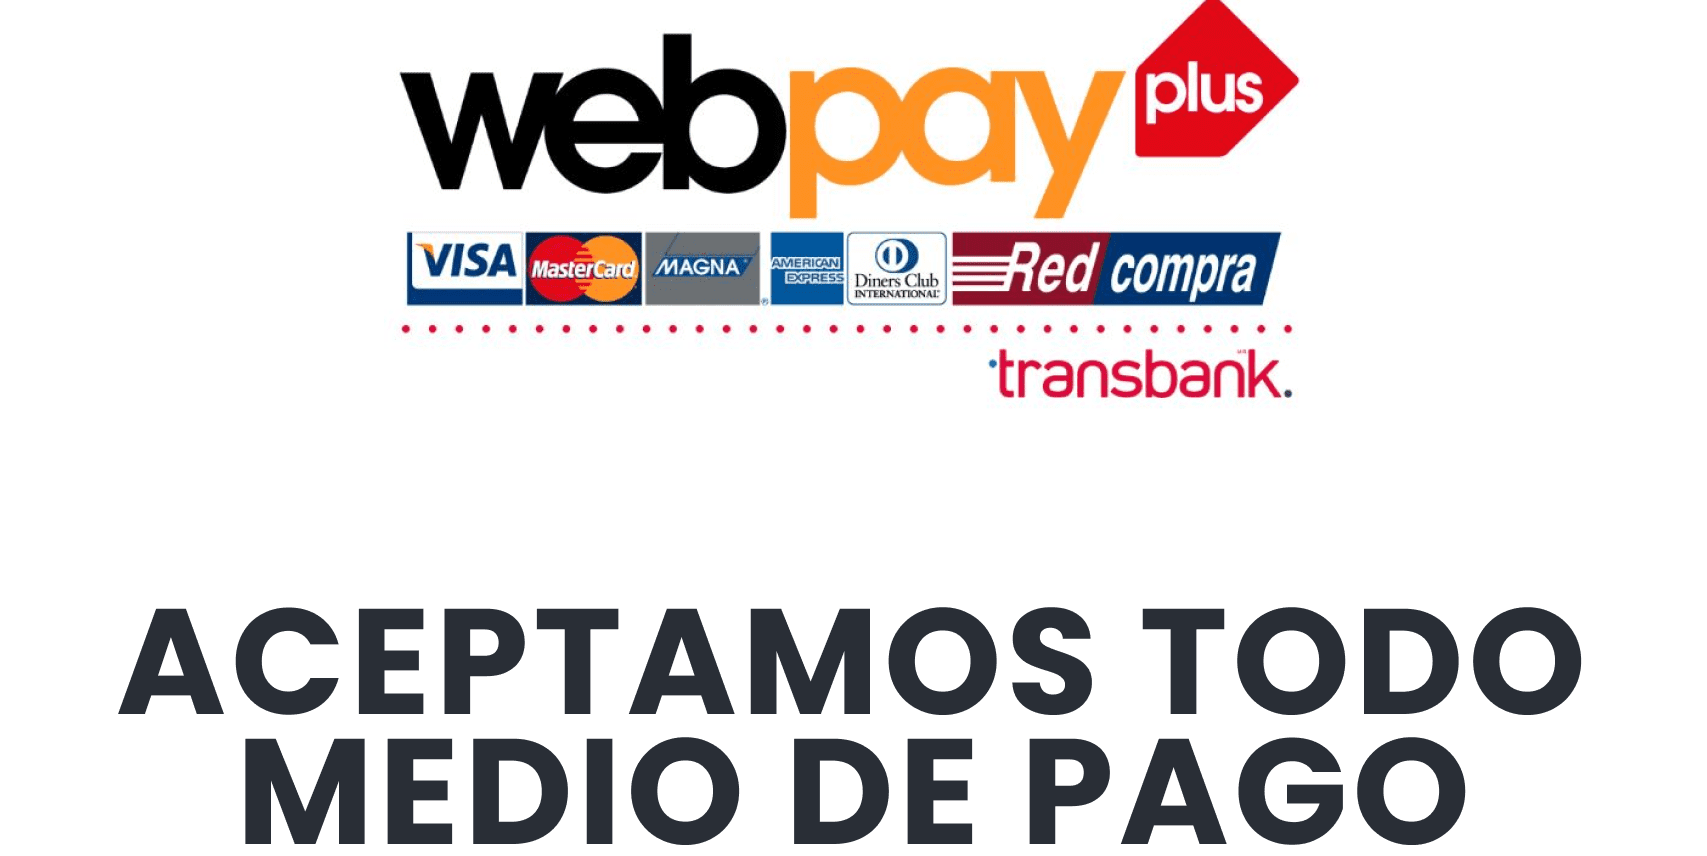 webpay plus
VISA MasterCard MAGNA AMERICAN EXPRESS Diners Club INTERNATIONAL Red compra
transbank.
ACEPTAMOS TODO
MEDIO DE PAGO